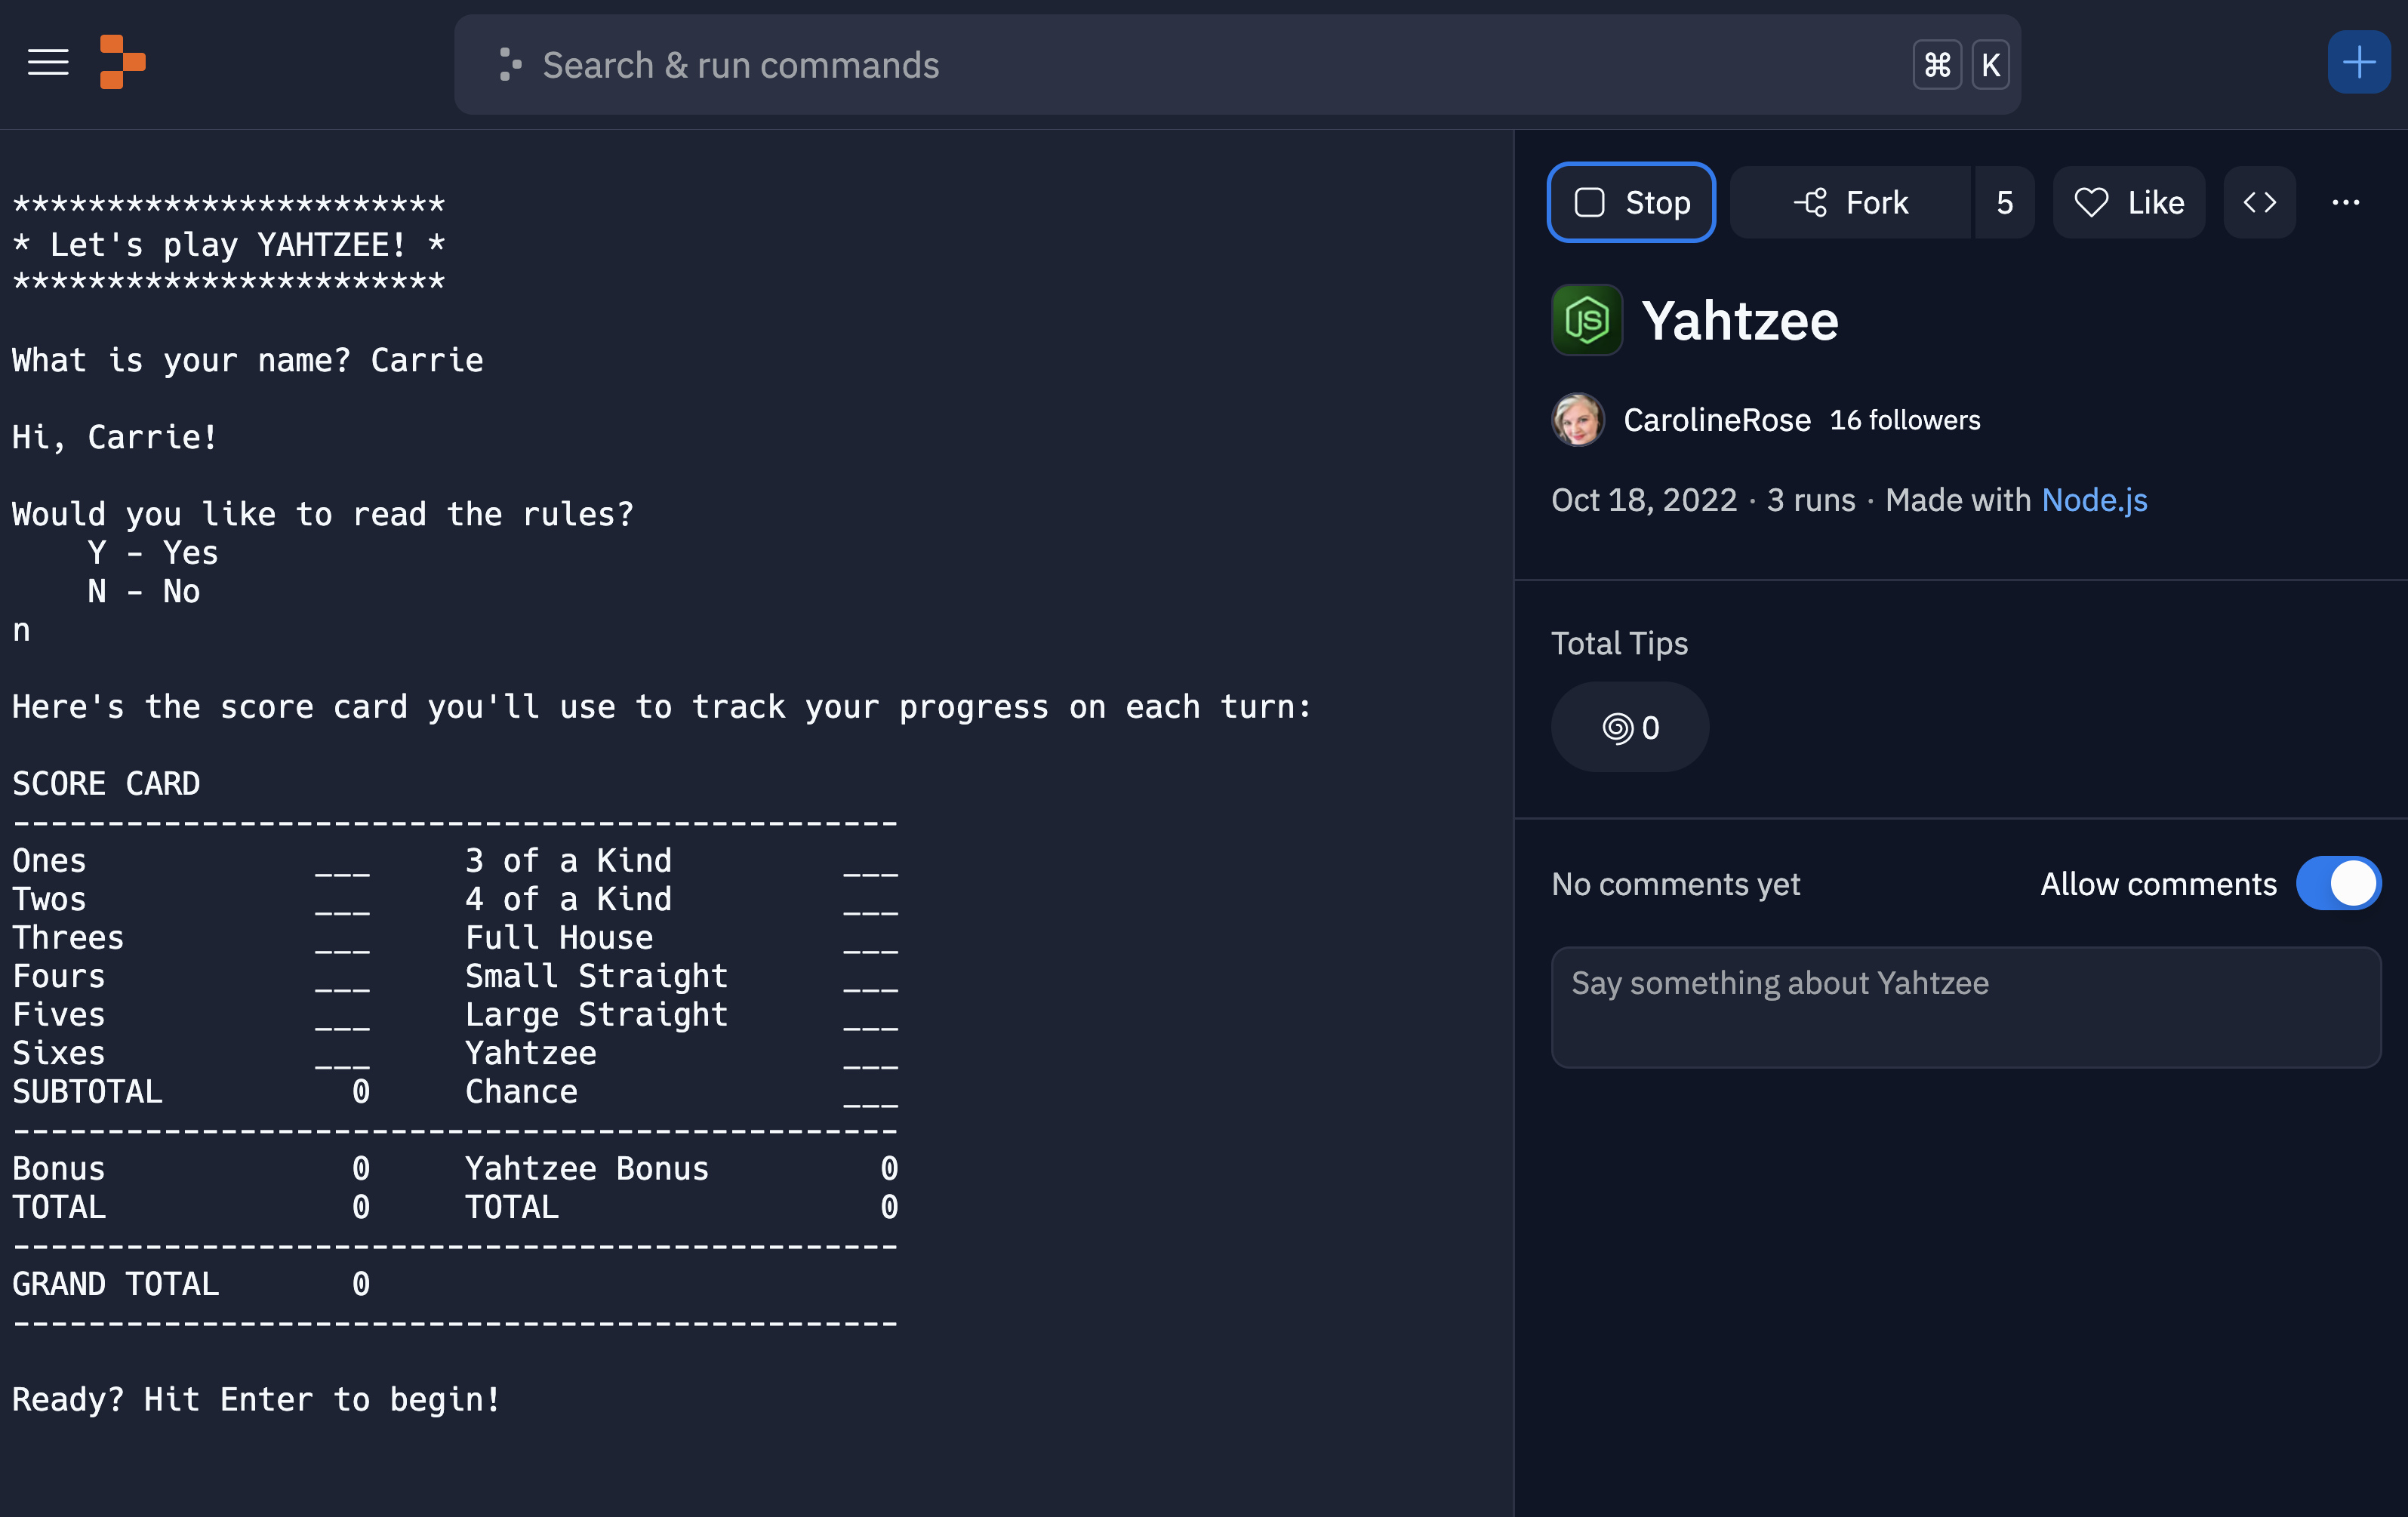 Search & run commands
⌘ K
***********************
* Let's play YAHTZEE! *
***********************
What is your name? Carrie
Hi, Carrie!
Would you like to read the rules?
    Y - Yes
    N - No
n
Here's the score card you'll use to track your progress on each turn:
SCORE CARD
-----------------------------------------------
Ones            ___     3 of a Kind         ___
Twos            ___     4 of a Kind         ___
Threes          ___     Full House          ___
Fours           ___     Small Straight      ___
Fives           ___     Large Straight      ___
Sixes           ___     Yahtzee             ___
SUBTOTAL          0     Chance              ___
-----------------------------------------------
Bonus             0     Yahtzee Bonus         0
TOTAL             0     TOTAL                 0
-----------------------------------------------
GRAND TOTAL       0
-----------------------------------------------
Ready? Hit Enter to begin!
Stop
Fork 5
Like
JS
Yahtzee
CarolineRose 16 followers
Oct 18, 2022 · 3 runs · Made with Node.js
Total Tips
0
No comments yet
Allow comments
Say something about Yahtzee